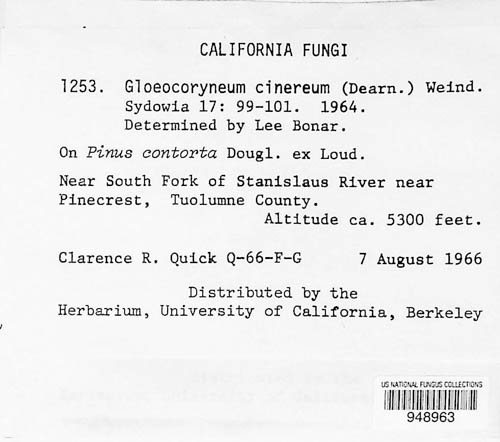 CALIFORNIA FUNGI
1253. Gloeocoryneum cinereum (Dearn.) Weind.
Sydowia 17: 99-101. 1964.
Determined by Lee Bonar.
On Pinus contorta Dougl. ex Loud.
Near South Fork of Stanislaus River near
Pinecrest, Tuolumne County.
Altitude ca. 5300 feet.
Clarence R. Quick Q-66-F-G 7 August 1966
Distributed by the
Herbarium, University of California, Berkeley
US NATIONAL FUNGUS COLLECTIONS
948963